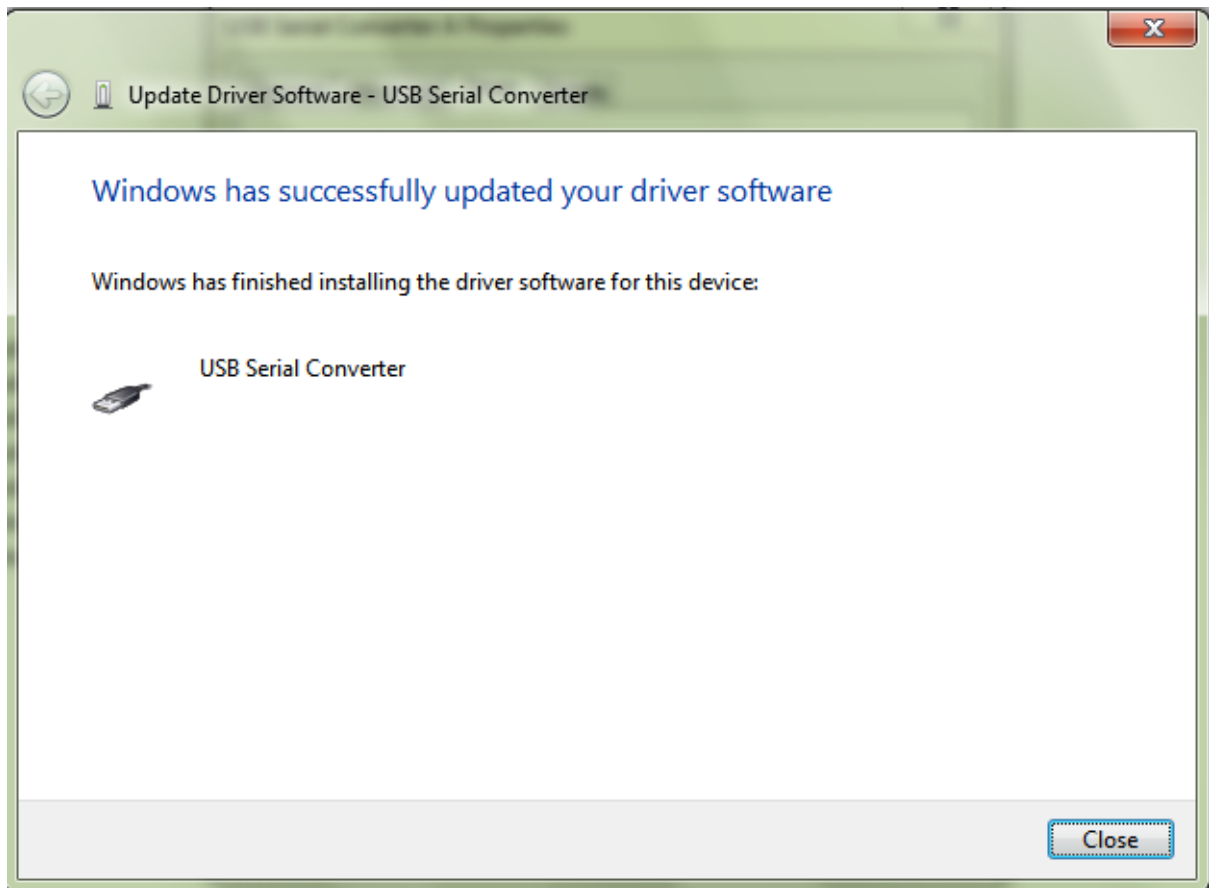 Update Driver Software - USB Serial Converter
Windows has successfully updated your driver software
Windows has finished installing the driver software for this device:
USB Serial Converter
Close